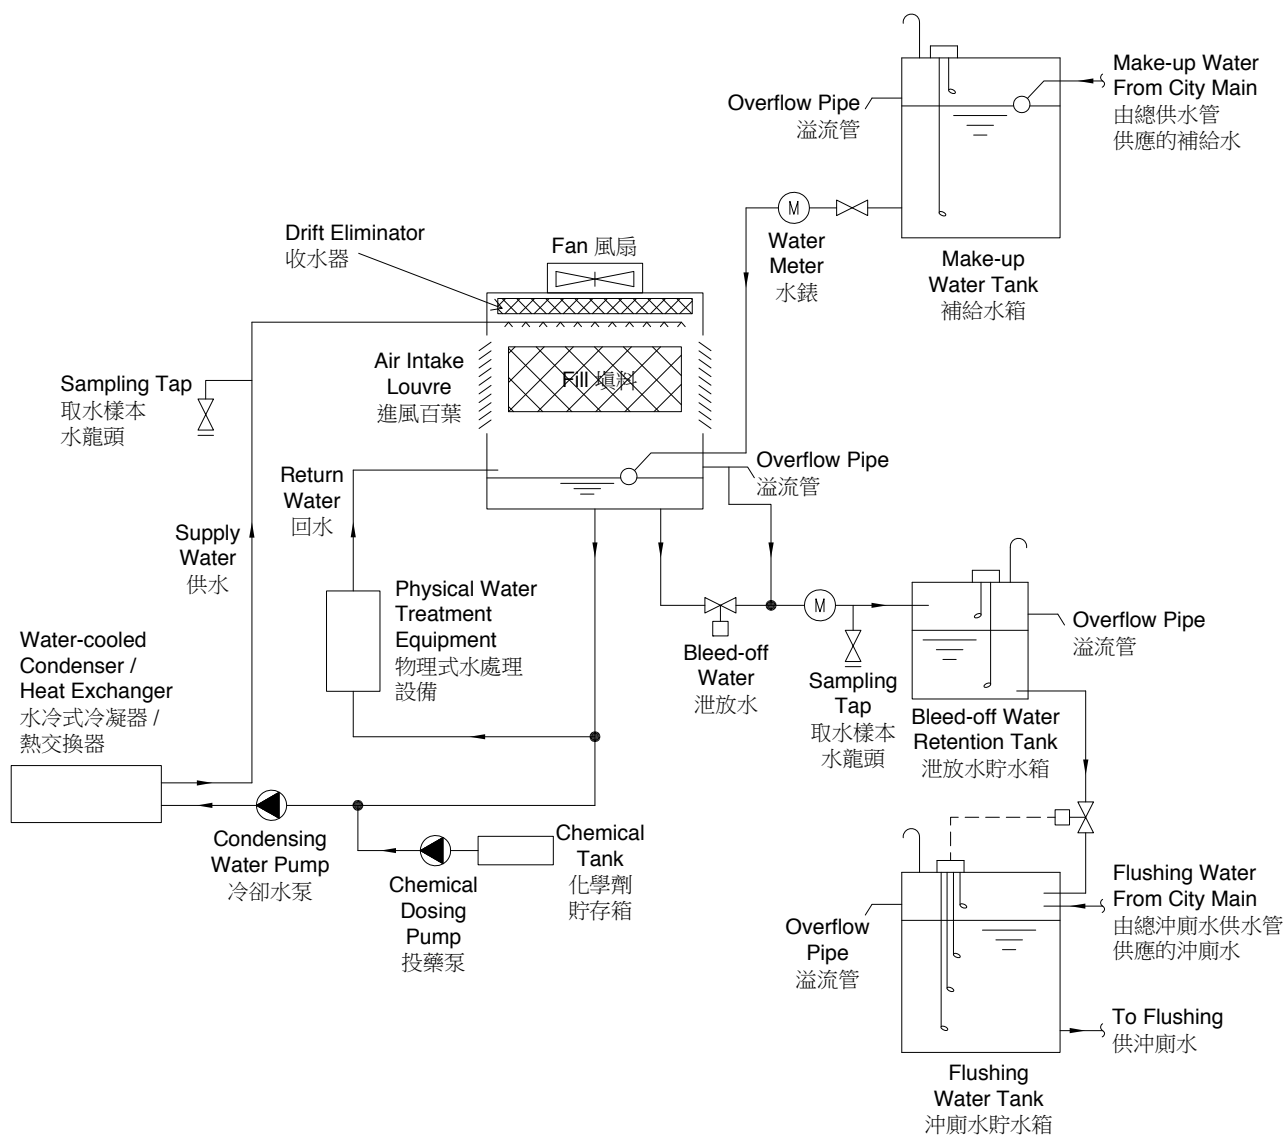 Make-up Water
From City Main
由總供水管
供應的補給水
Overflow Pipe
溢流管
M
Water
Meter
水錶
Make-up
Water Tank
補給水箱
Drift Eliminator
收水器
Fan 風扇
Air Intake
Louvre
進風百葉
Fill 填料
Sampling Tap
取水樣本
水龍頭
Return
Water
回水
Overflow Pipe
溢流管
Supply
Water
供水
Physical Water
Treatment
Equipment
物理式水處理
設備
M
Bleed-off
Water
泄放水
Sampling
Tap
取水樣本
水龍頭
Overflow Pipe
溢流管
Bleed-off Water
Retention Tank
泄放水貯水箱
Water-cooled
Condenser /
Heat Exchanger
水冷式冷凝器 /
熱交換器
Condensing
Water Pump
冷卻水泵
Chemical
Dosing
Pump
投藥泵
Chemical
Tank
化學劑
貯存箱
Overflow
Pipe
溢流管
Flushing Water
From City Main
由總沖廁水供水管
供應的沖廁水
To Flushing
供沖廁水
Flushing
Water Tank
沖廁水貯水箱